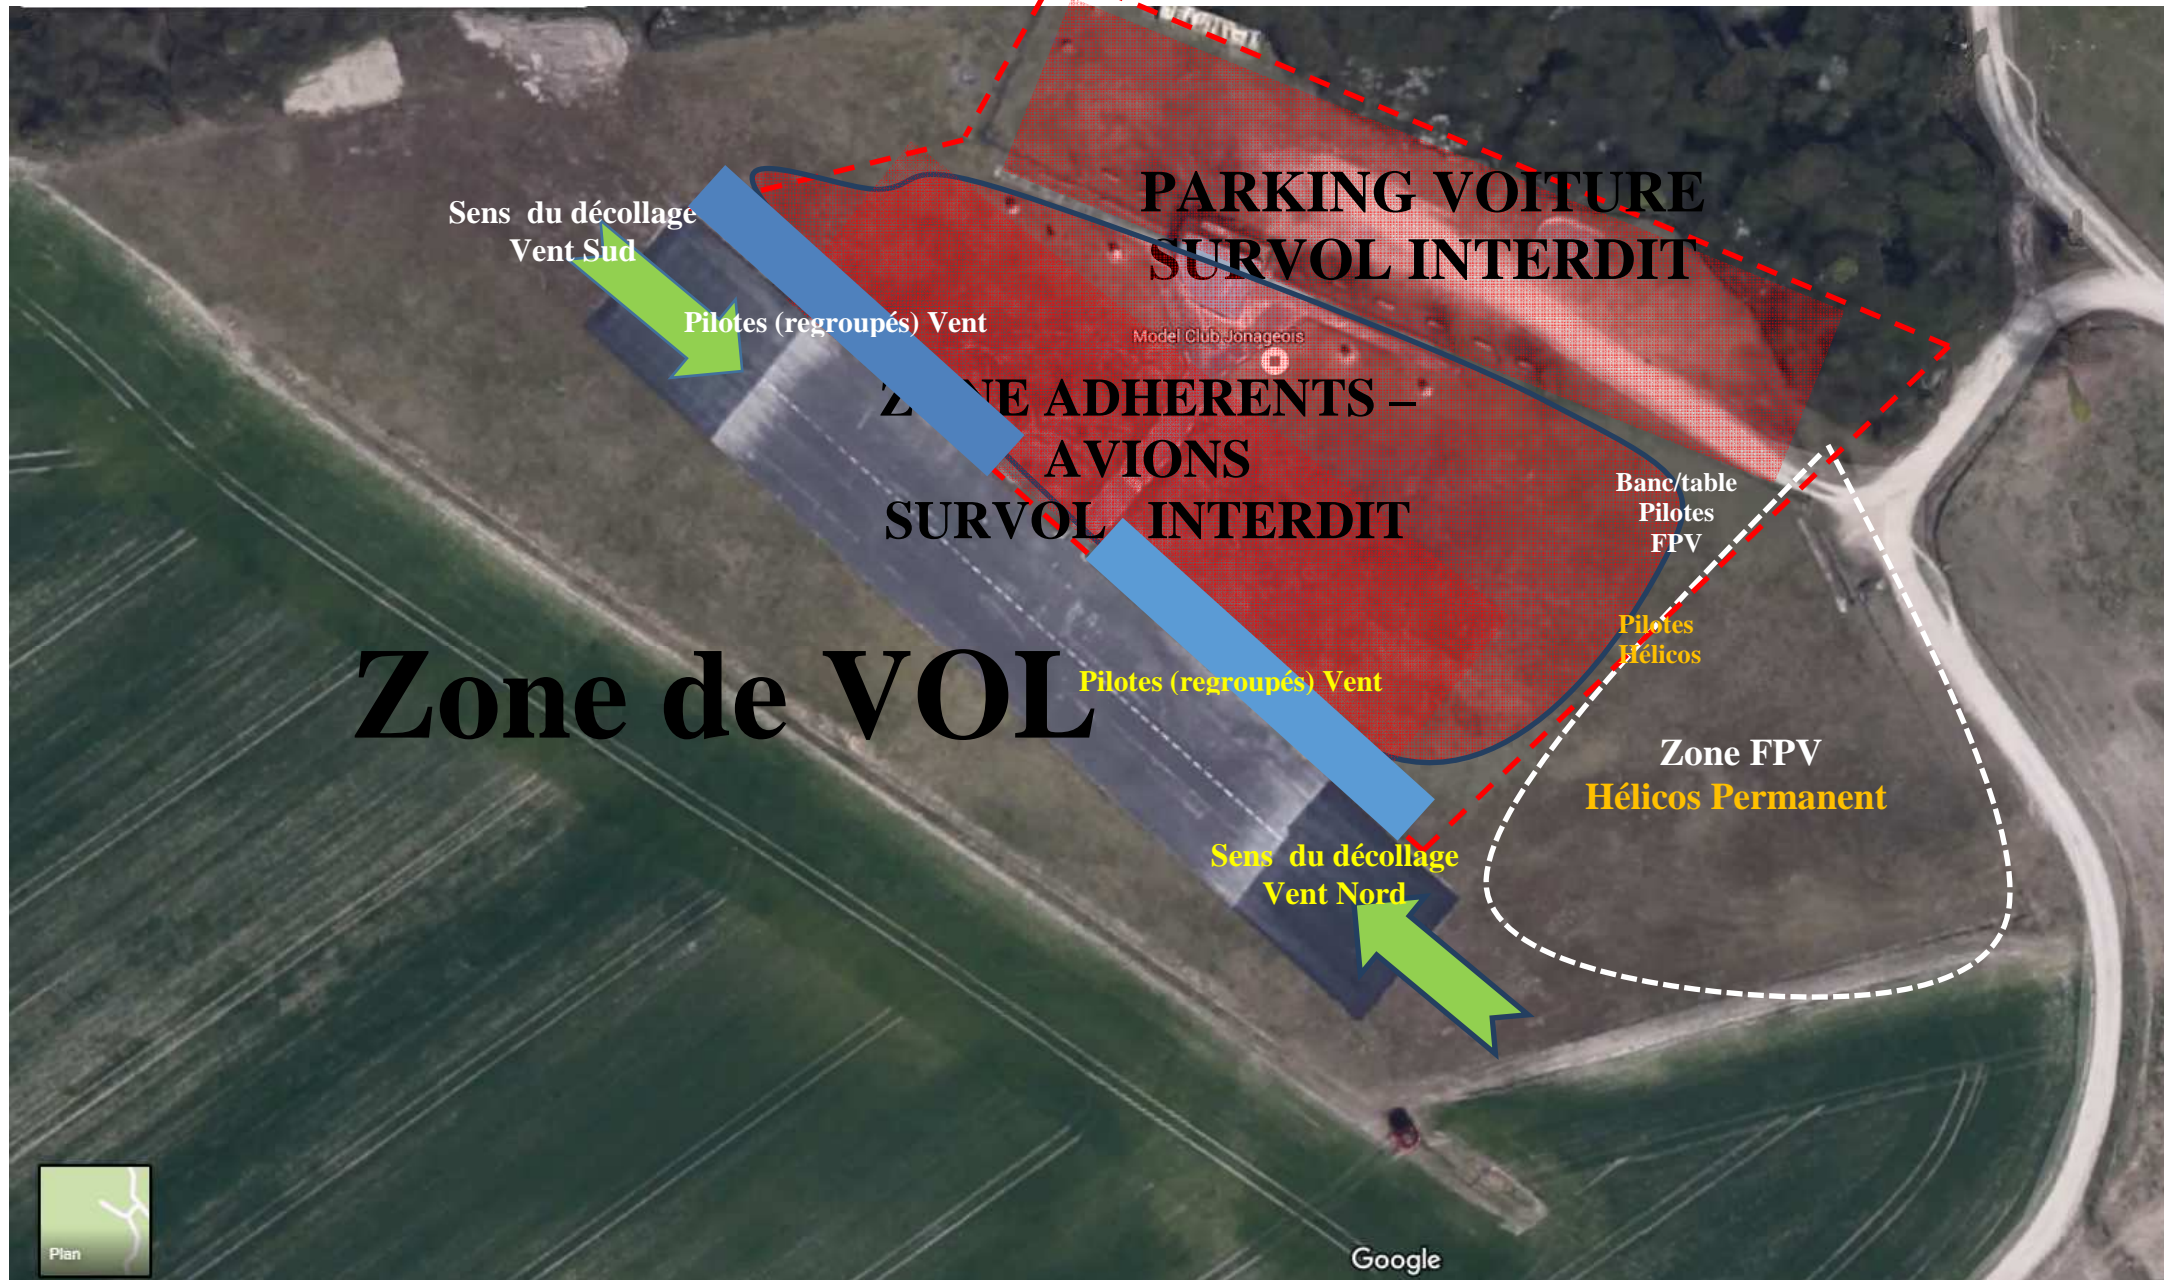 PARKING VOITURE
SURVOL INTERDIT
Sens du décollage
Vent Sud
Pilotes (regroupés) Vent
Model Club Jonageois
ZONE ADHERENTS –
AVIONS
SURVOL INTERDIT
Banc/table
Pilotes
FPV
Pilotes
Hélicos
Zone de VOL
Pilotes (regroupés) Vent
Zone FPV
Hélicos Permanent
Sens du décollage
Vent Nord
Plan
Google